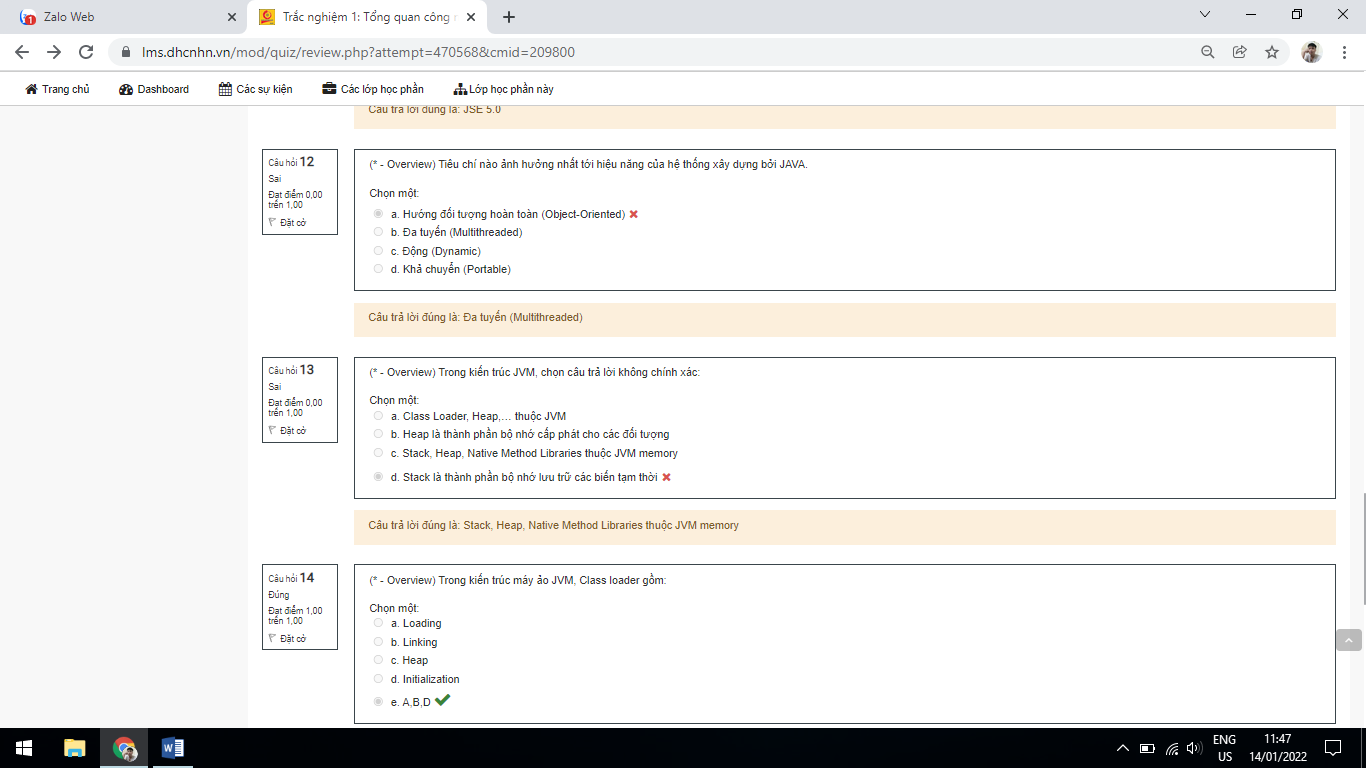 Zalo Web
Trắc nghiệm 1: Tổng quan công n
lms.dhcnhn.vn/mod/quiz/review.php?attempt=470568&cmid=209800
Trang chủ Dashboard Các sự kiện Các lớp học phần Lớp học phần này
Câu trả lời đúng là: JSE 5.0
Câu hỏi 12
Sai
Đạt điểm 0,00
trên 1,00
Đặt cờ
(* - Overview) Tiêu chí nào ảnh hưởng nhất tới hiệu năng của hệ thống xây dựng bởi JAVA.
Chọn một:
a. Hướng đối tượng hoàn toàn (Object-Oriented)
b. Đa tuyến (Multithreaded)
c. Động (Dynamic)
d. Khả chuyển (Portable)
Câu trả lời đúng là: Đa tuyến (Multithreaded)
Câu hỏi 13
Sai
Đạt điểm 0,00
trên 1,00
Đặt cờ
(* - Overview) Trong kiến trúc JVM, chọn câu trả lời không chính xác:
Chọn một:
a. Class Loader, Heap,... thuộc JVM
b. Heap là thành phần bộ nhớ cấp phát cho các đối tượng
c. Stack, Heap, Native Method Libraries thuộc JVM memory
d. Stack là thành phần bộ nhớ lưu trữ các biến tạm thời
Câu trả lời đúng là: Stack, Heap, Native Method Libraries thuộc JVM memory
Câu hỏi 14
Đúng
Đạt điểm 1,00
trên 1,00
Đặt cờ
(* - Overview) Trong kiến trúc máy ảo JVM, Class loader gồm:
Chọn một:
a. Loading
b. Linking
c. Heap
d. Initialization
e. A,B,D
ENG
US
11:47
14/01/2022